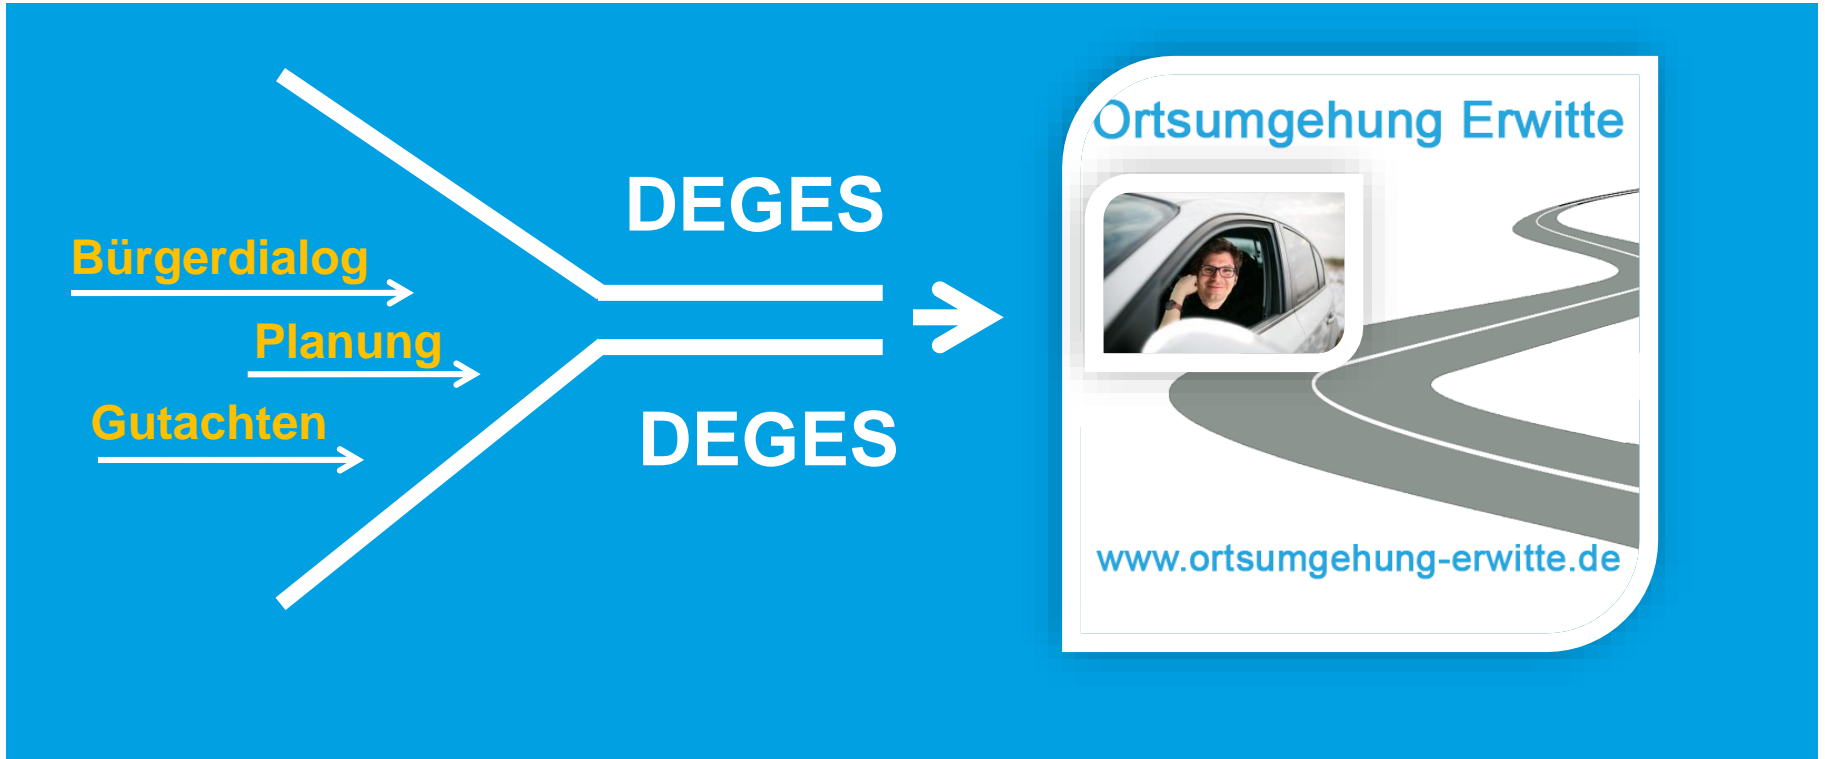 Bürgerdialog
Planung
Gutachten
DEGES
DEGES
Ortsumgehung Erwitte
www.ortsumgehung-erwitte.de